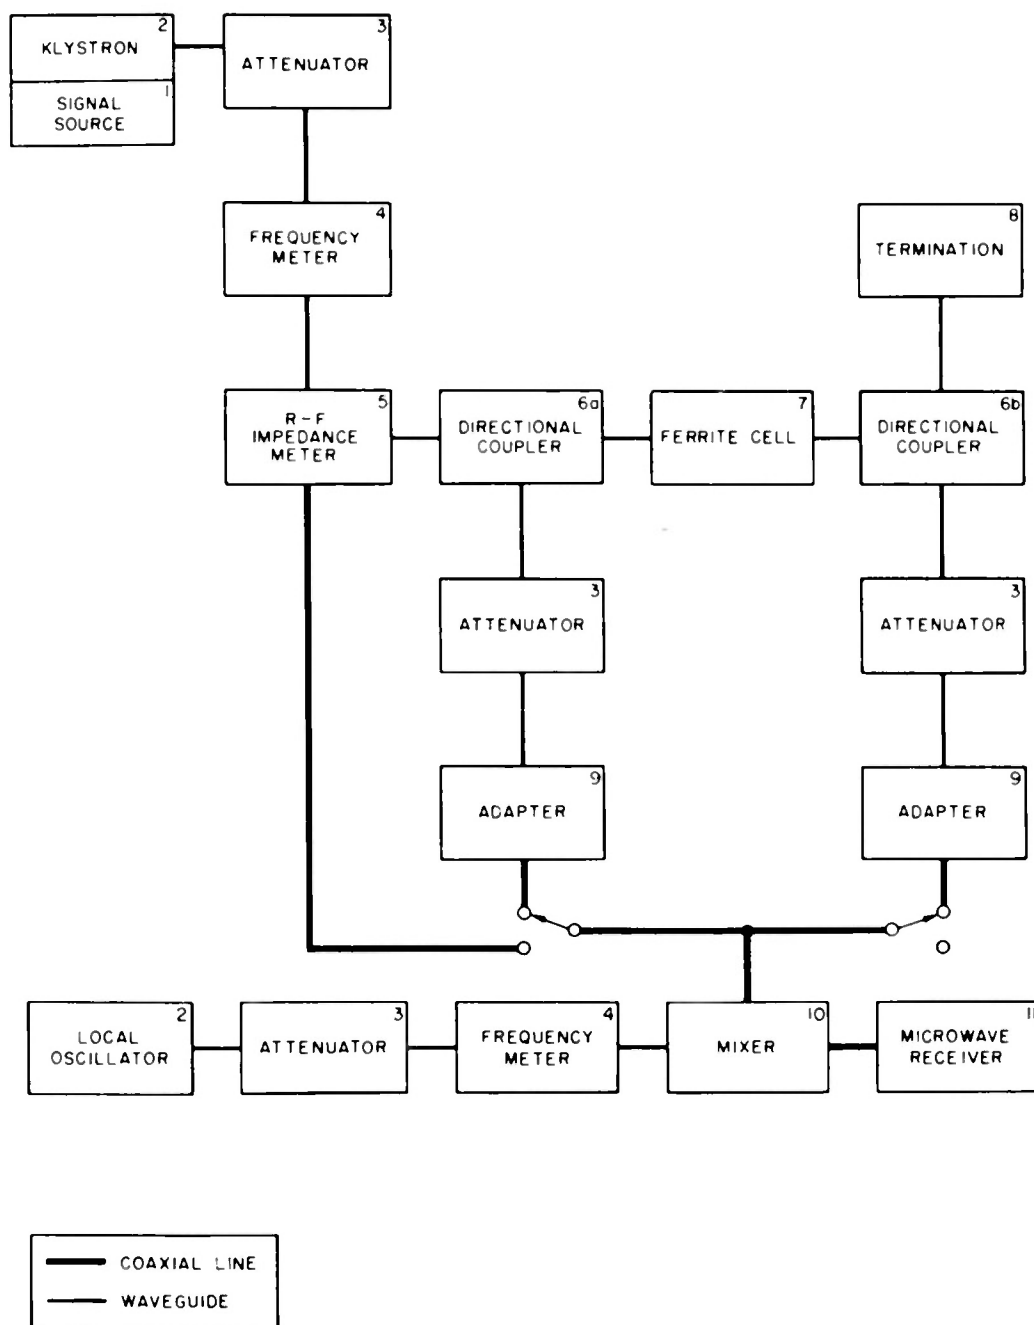 2
KLYSTRON
1
SIGNAL
SOURCE
3
ATTENUATOR
4
FREQUENCY
METER
8
TERMINATION
5
R-F
IMPEDANCE
METER
6a
DIRECTIONAL
COUPLER
7
FERRITE CELL
6b
DIRECTIONAL
COUPLER
3
ATTENUATOR
3
ATTENUATOR
9
ADAPTER
9
ADAPTER
2
LOCAL
OSCILLATOR
3
ATTENUATOR
4
FREQUENCY
METER
10
MIXER
11
MICROWAVE
RECEIVER
COAXIAL LINE
WAVEGUIDE